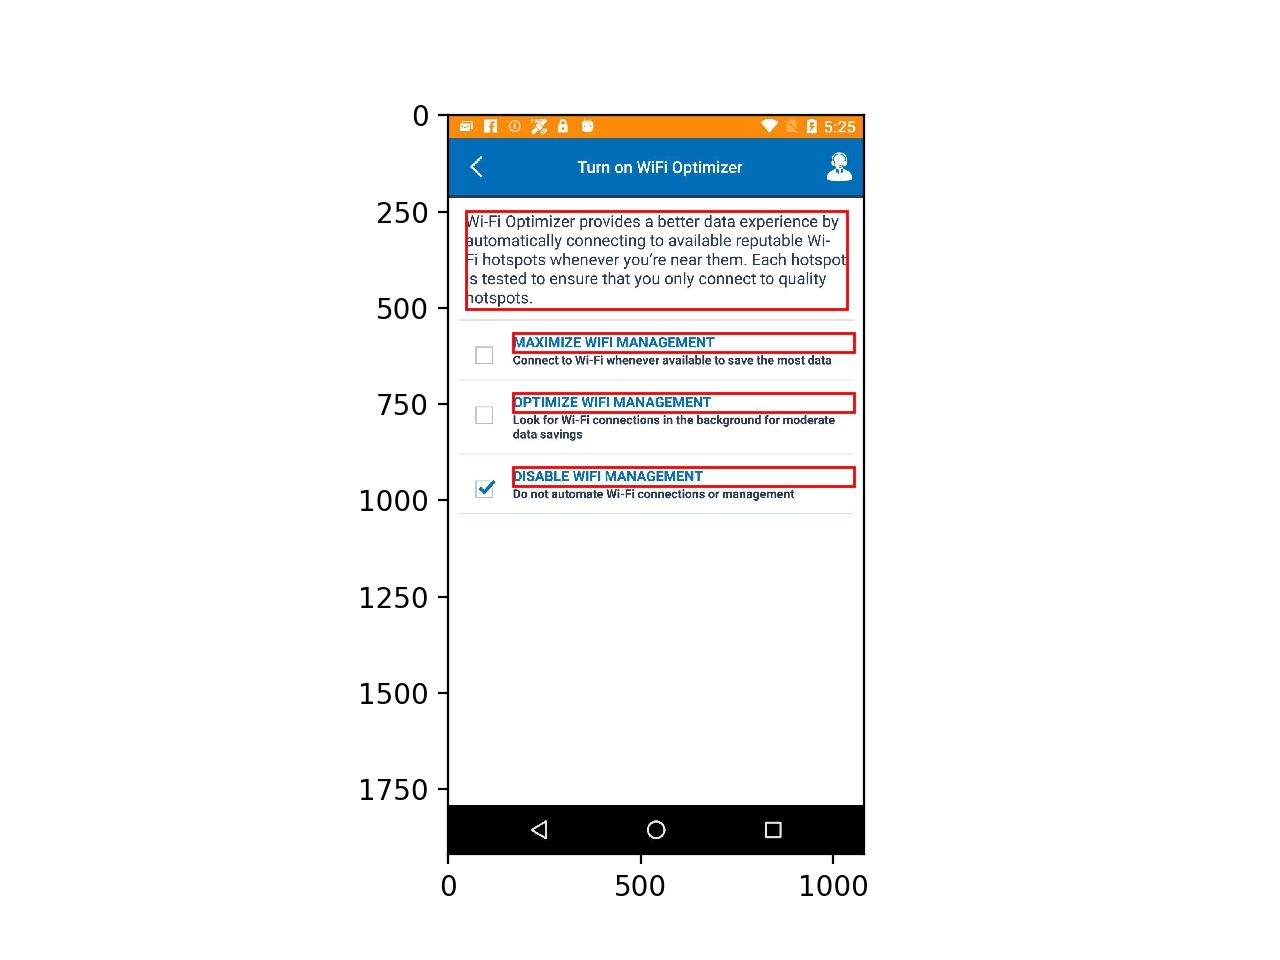 0
250
500
750
1000
1250
1500
1750
0
500
1000
5:25
Turn on WiFi Optimizer
Wi-Fi Optimizer provides a better data experience by
automatically connecting to available reputable Wi-
Fi hotspots whenever you're near them. Each hotspot
is tested to ensure that you only connect to quality
hotspots.
MAXIMIZE WIFI MANAGEMENT
Connect to Wi-Fi whenever available to save the most data
OPTIMIZE WIFI MANAGEMENT
Look for Wi-Fi connections in the background for moderate
data savings
DISABLE WIFI MANAGEMENT
Do not automate Wi-Fi connections or management